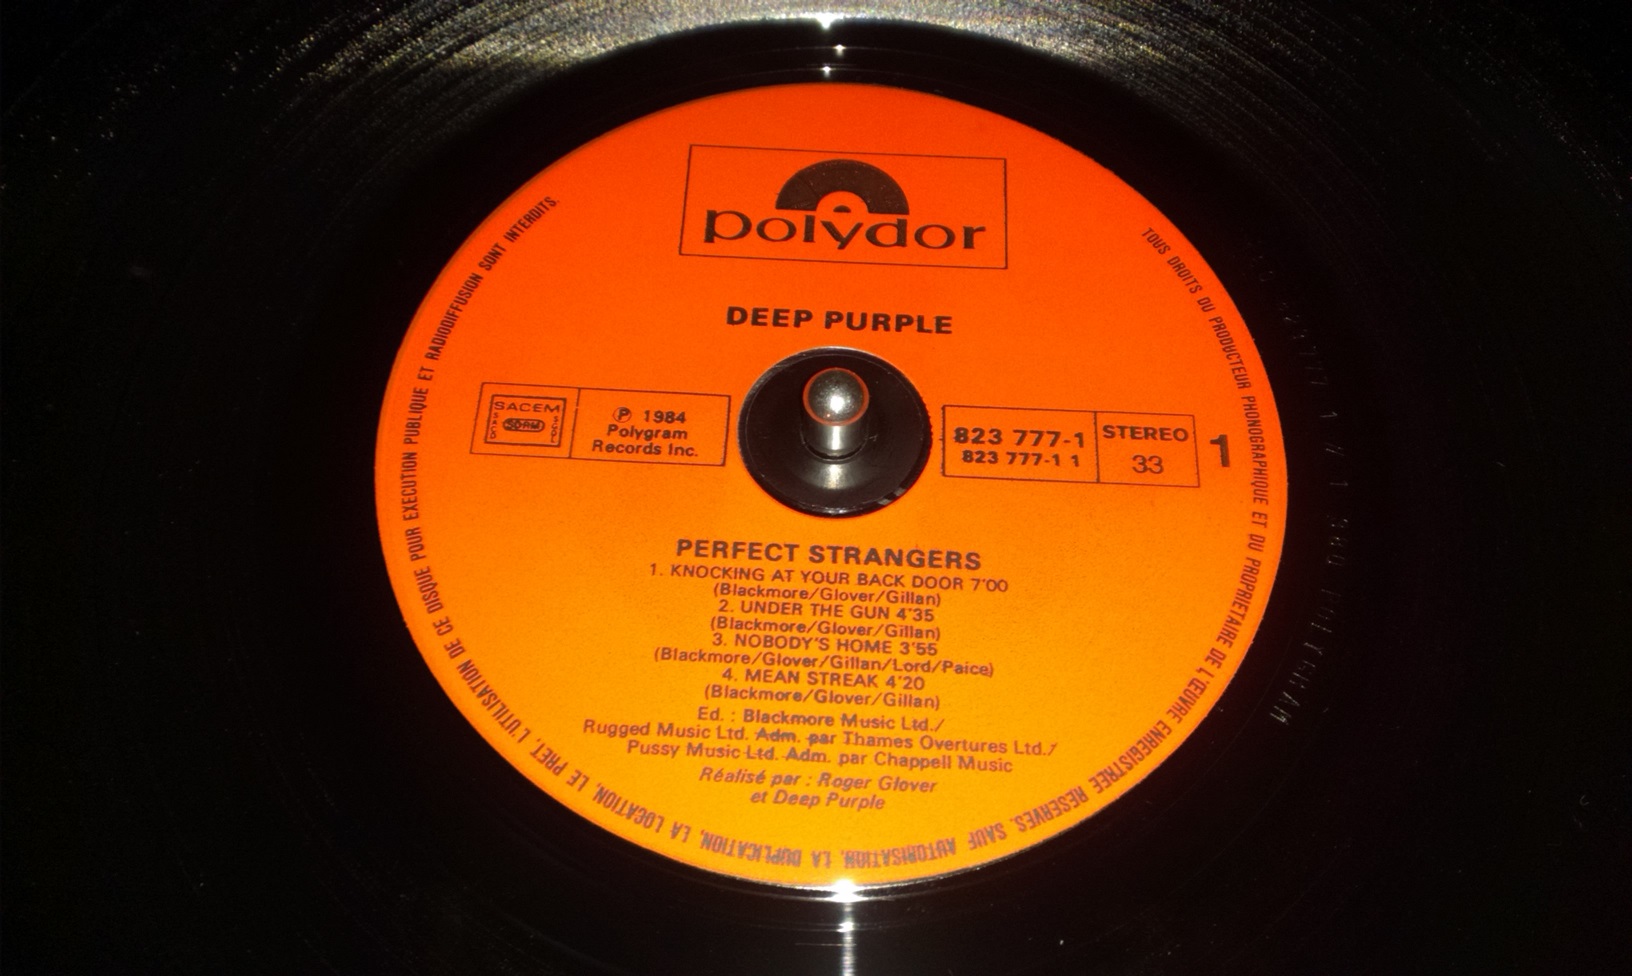 polydor
DEEP PURPLE
SACEM
SACD
SDRM
SCDL
Ⓟ 1984
Polygram
Records Inc.
823 777-1
823 777-1 1
STEREO
33
1
PERFECT STRANGERS
1. KNOCKING AT YOUR BACK DOOR 7'00
(Blackmore/Glover/Gillan)
2. UNDER THE GUN 4'35
(Blackmore/Glover/Gillan)
3. NOBODY'S HOME 3'55
(Blackmore/Glover/Gillan/Lord/Paice)
4. MEAN STREAK 4'20
(Blackmore/Glover/Gillan)
Ed. : Blackmore Music Ltd./
Rugged Music Ltd. Adm. par Thames Overtures Ltd./
Pussy Music Ltd. Adm. par Chappell Music
Réalisé par : Roger Glover
et Deep Purple
TOUS DROITS DU PRODUCTEUR PHONOGRAPHIQUE ET DU PROPRIETAIRE DE L'ŒUVRE ENREGISTREE RESERVES. SAUF AUTORISATION, LA DUPLICATION, LA LOCATION, LE PRET, L'UTILISATION DE CE DISQUE POUR EXECUTION PUBLIQUE ET RADIODIFFUSION SONT INTERDITS.
POLYGRAM